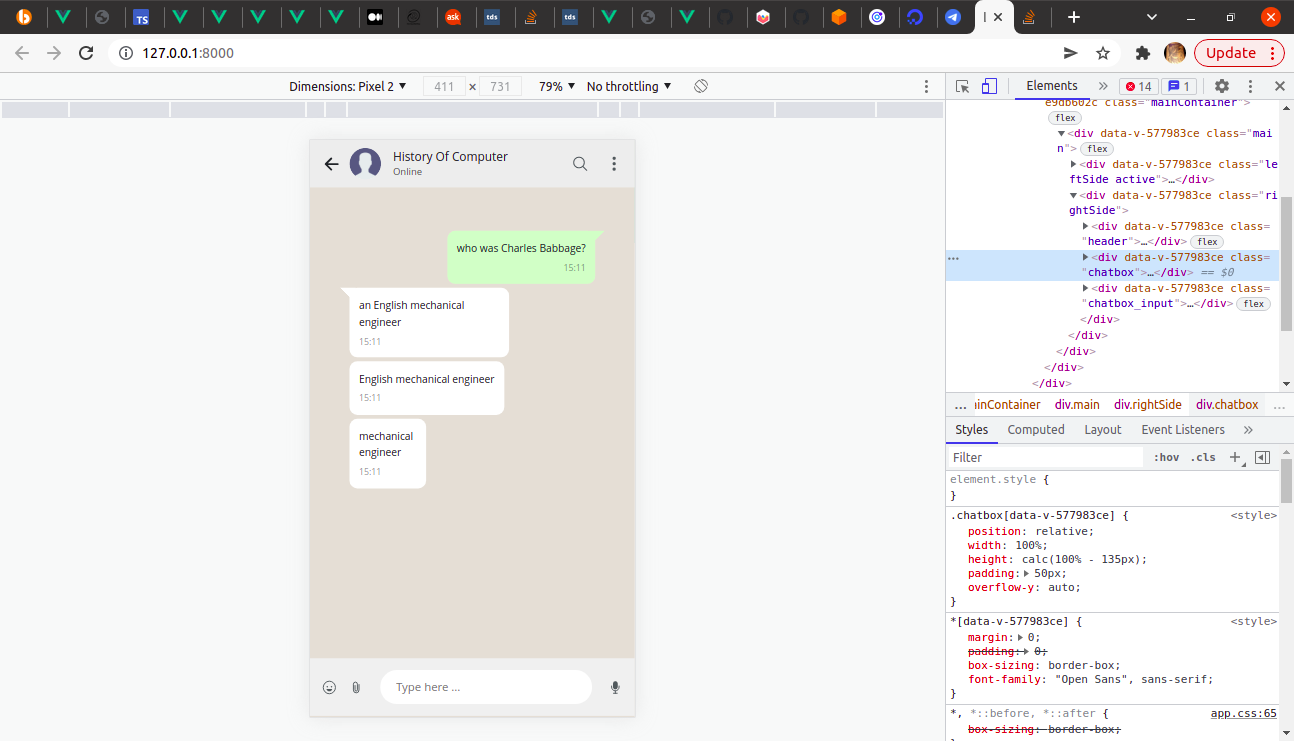 TS
ask
tds
tds
127.0.0.1:8000
Update
Dimensions: Pixel 2 ▼ 411 × 731 79% ▼ No throttling ▼
Elements
»
14
1
History Of Computer
Online
who was Charles Babbage?
15:11
an English mechanical
engineer
15:11
English mechanical engineer
15:11
mechanical
engineer
15:11
Type here ...
e9db602c class="mainContainer">
flex
▼<div data-v-577983ce class="mai
n"> flex
▶<div data-v-577983ce class="le
ftSide active">…</div>
▼<div data-v-577983ce class="ri
ghtSide">
▶<div data-v-577983ce class=
"header">…</div> flex
… ▶<div data-v-577983ce class=
"chatbox">…</div> == $0
▶<div data-v-577983ce class=
"chatbox_input">…</div> flex
</div>
</div>
</div>
</div>
</div>
… ainContainer div.main div.rightSide div.chatbox …
Styles Computed Layout Event Listeners »
Filter :hov .cls +
element.style {
}
.chatbox[data-v-577983ce] { <style>
position: relative;
width: 100%;
height: calc(100% - 135px);
padding:▶ 50px;
overflow-y: auto;
}
*[data-v-577983ce] { <style>
margin:▶ 0;
padding:▶ 0;
box-sizing: border-box;
font-family: "Open Sans", sans-serif;
}
*, *::before, *::after { app.css:65
box-sizing: border-box;